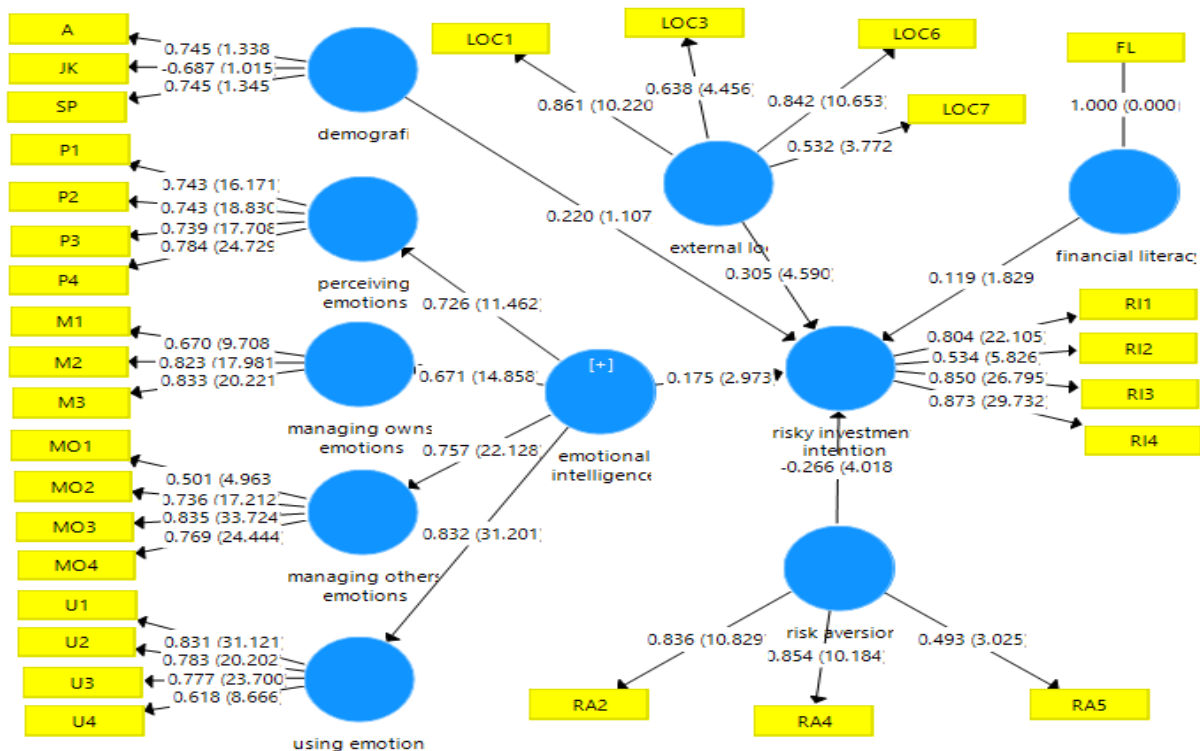 A
0.745 (1.338
JK
-0.687 (1.015)
SP
0.745 (1.345
demografi
LOC1
LOC3
LOC6
LOC7
0.861 (10.220
0.638 (4.456)
0.842 (10.653)
0.532 (3.772
external lo
FL
1.000 (0.000)
financial literacy
P1
P2
P3
P4
0.743 (16.171)
0.743 (18.830
0.739 (17.708
0.784 (24.729
perceiving
emotions
0.220 (1.107
0.305 (4.590)
0.119 (1.829
0.726 (11.462)
M1
M2
M3
0.670 (9.708
0.823 (17.981)
0.833 (20.221
managing owns
emotions
0.671 (14.858)
[+]
emotional
intelligence
0.175 (2.973)
RI1
RI2
RI3
RI4
0.804 (22.105)
0.534 (5.826)
0.850 (26.795)
0.873 (29.732)
risky investmen
intention
-0.266 (4.018
MO1
MO2
MO3
MO4
0.501 (4.963
0.736 (17.212
0.835 (33.724)
0.769 (24.444)
managing others
emotions
0.757 (22.128)
0.832 (31.201)
U1
U2
U3
U4
0.831 (31.121)
0.783 (20.202)
0.777 (23.700
0.618 (8.666)
using emotion
risk aversion
0.836 (10.829)
0.854 (10.184)
0.493 (3.025)
RA2
RA4
RA5